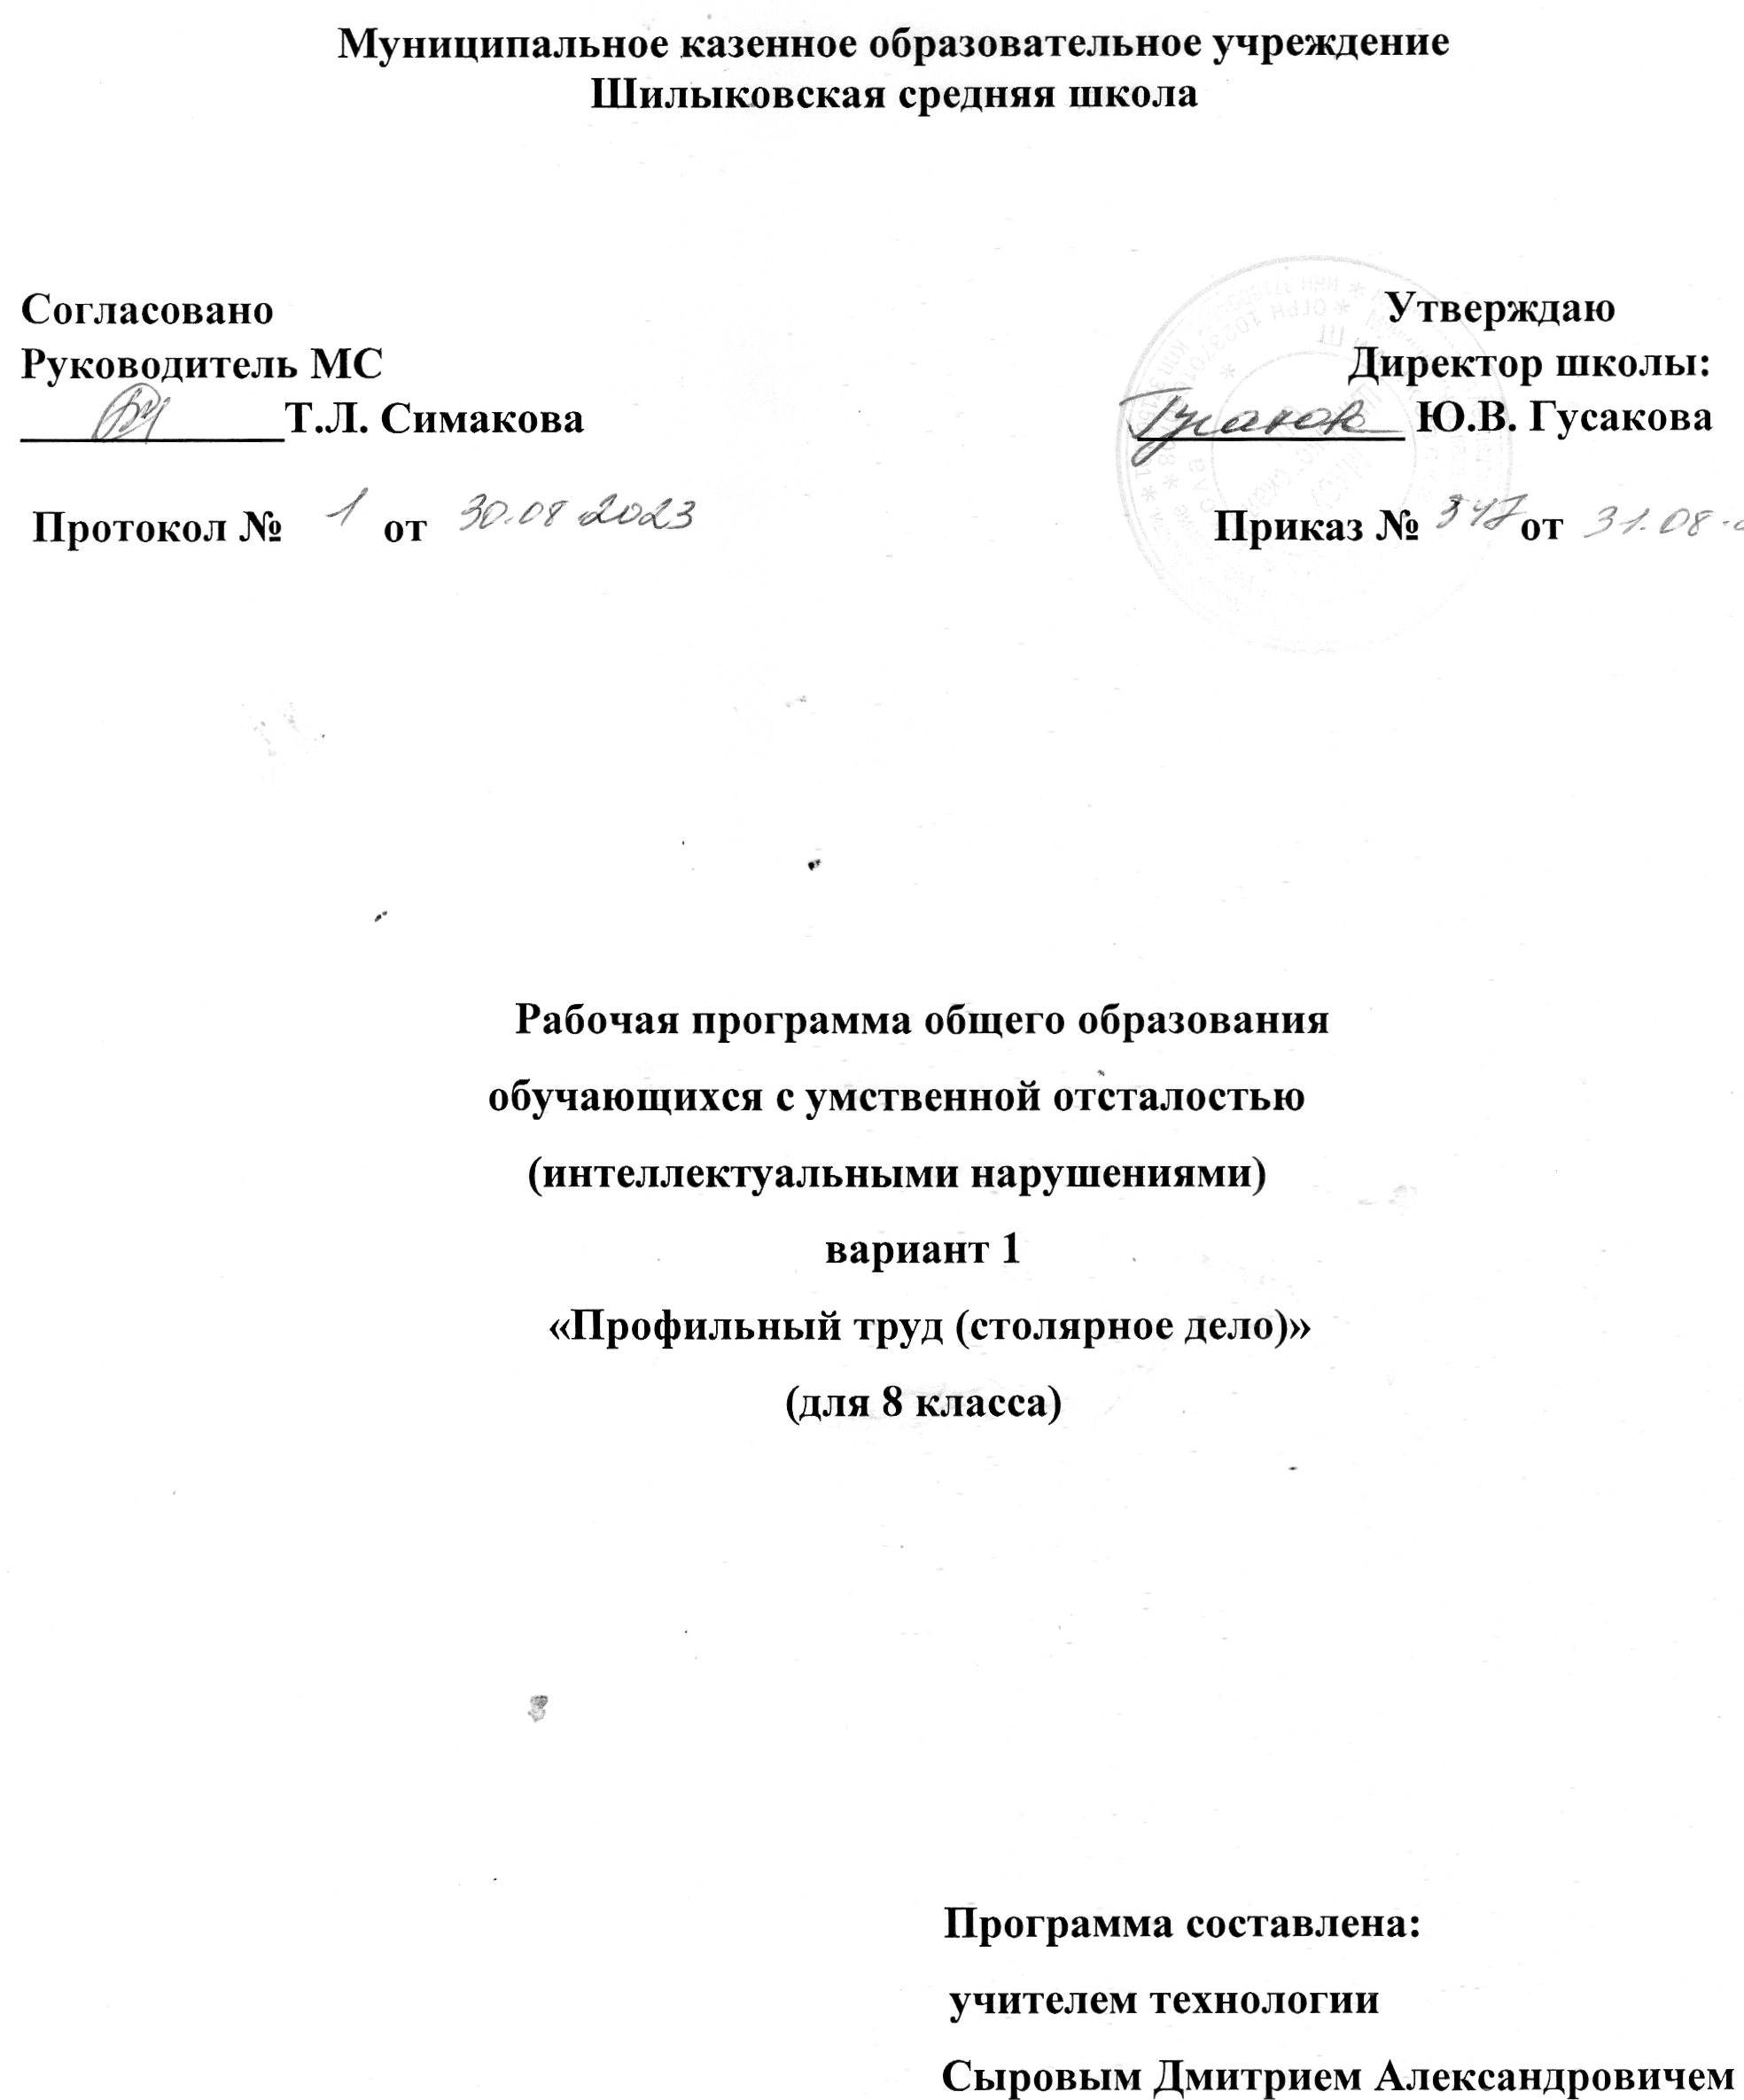 Муниципальное казенное образовательное учреждение
Шилыковская средняя школа
Согласовано
Утверждаю
Руководитель МС
Директор школы:
Т.Л. Симакова
Ю.В. Гусакова
Протокол № 1 от 30.08.2023
Приказ № 347 от 31.08.
Рабочая программа общего образования
обучающихся с умственной отсталостью
(интеллектуальными нарушениями)
вариант 1
«Профильный труд (столярное дело)»
(для 8 класса)
Программа составлена:
учителем технологии
Сыровым Дмитрием Александровичем